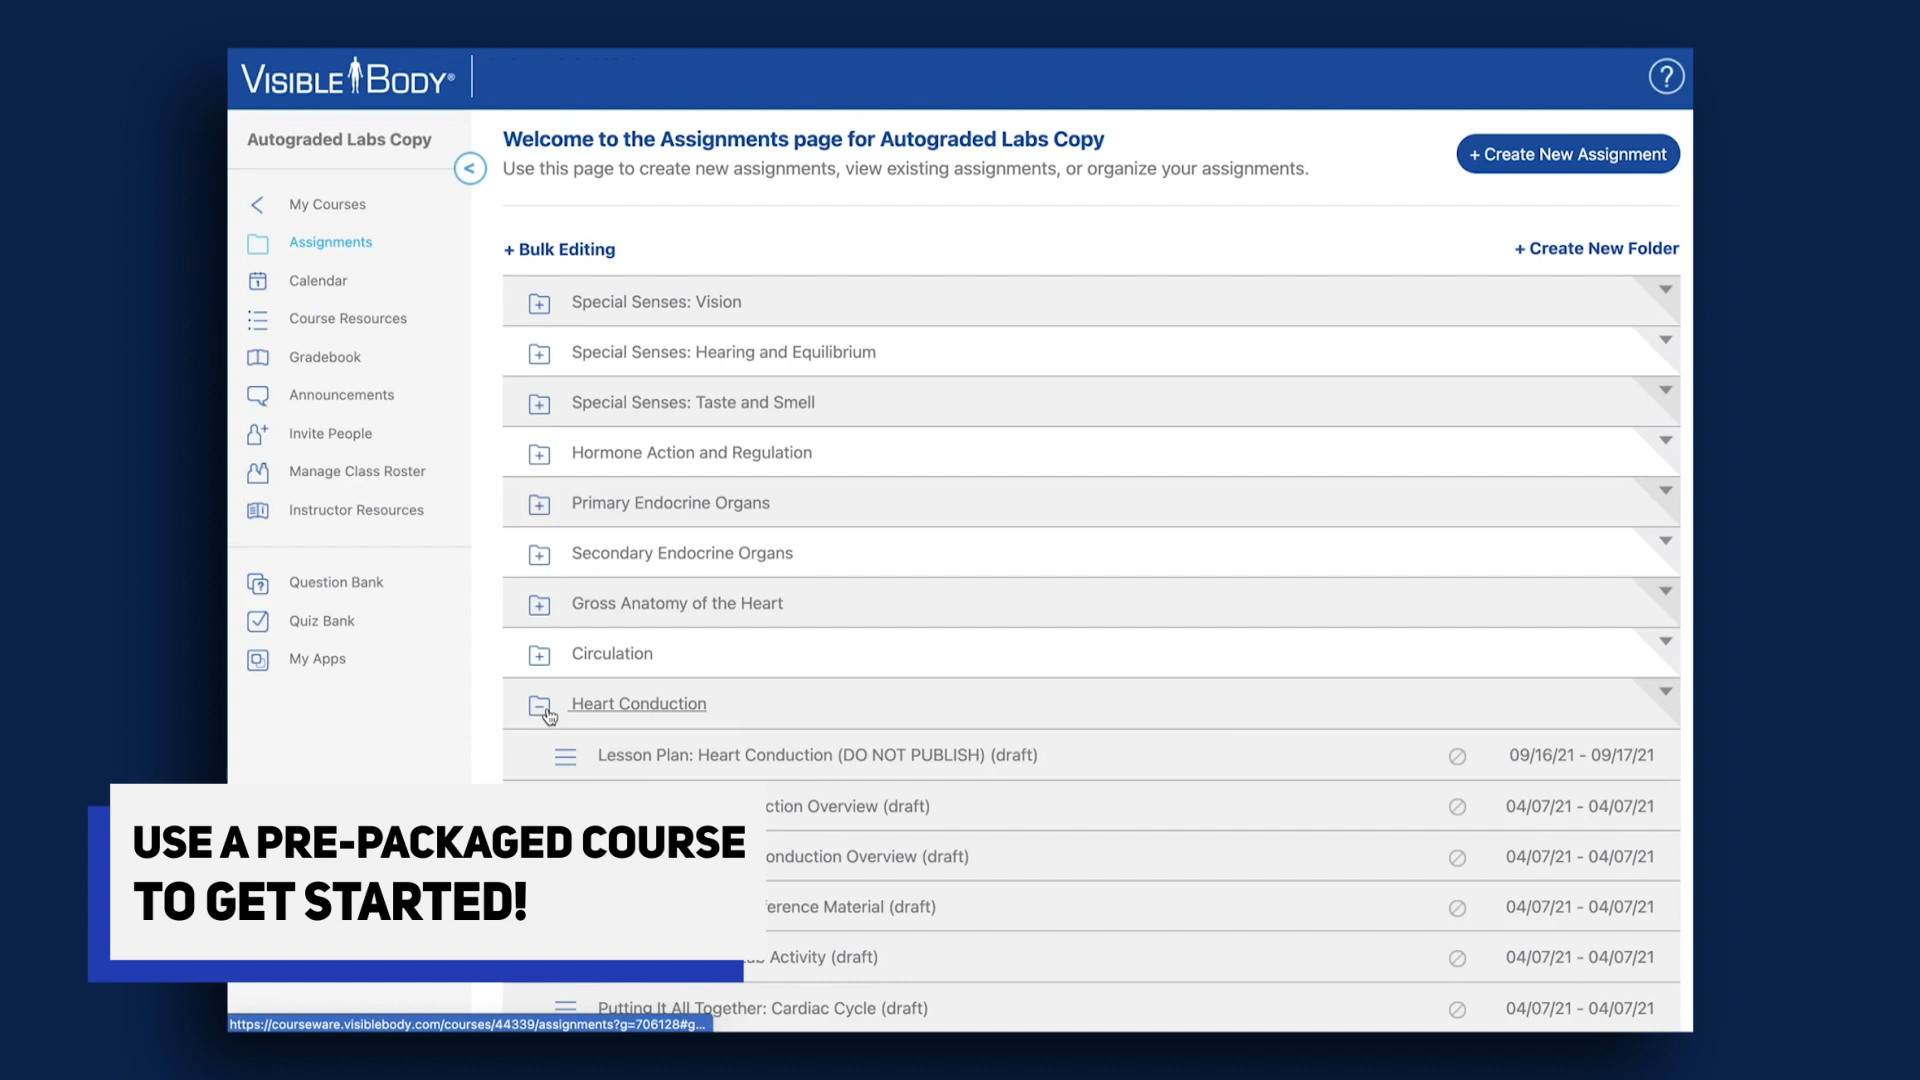 VISIBLE BODY®
?
Autograded Labs Copy
<
My Courses
Assignments
Calendar
Course Resources
Gradebook
Announcements
Invite People
Manage Class Roster
Instructor Resources
Question Bank
Quiz Bank
My Apps
Welcome to the Assignments page for Autograded Labs Copy
Use this page to create new assignments, view existing assignments, or organize your assignments.
+ Create New Assignment
+ Bulk Editing
+ Create New Folder
Special Senses: Vision
Special Senses: Hearing and Equilibrium
Special Senses: Taste and Smell
Hormone Action and Regulation
Primary Endocrine Organs
Secondary Endocrine Organs
Gross Anatomy of the Heart
Circulation
Heart Conduction
Lesson Plan: Heart Conduction (DO NOT PUBLISH) (draft) 09/16/21 - 09/17/21
ction Overview (draft) 04/07/21 - 04/07/21
onduction Overview (draft) 04/07/21 - 04/07/21
erence Material (draft) 04/07/21 - 04/07/21
Activity (draft) 04/07/21 - 04/07/21
Putting It All Together: Cardiac Cycle (draft) 04/07/21 - 04/07/21
USE A PRE-PACKAGED COURSE
TO GET STARTED!
https://courseware.visiblebody.com/courses/44339/assignments?g=706128#g...